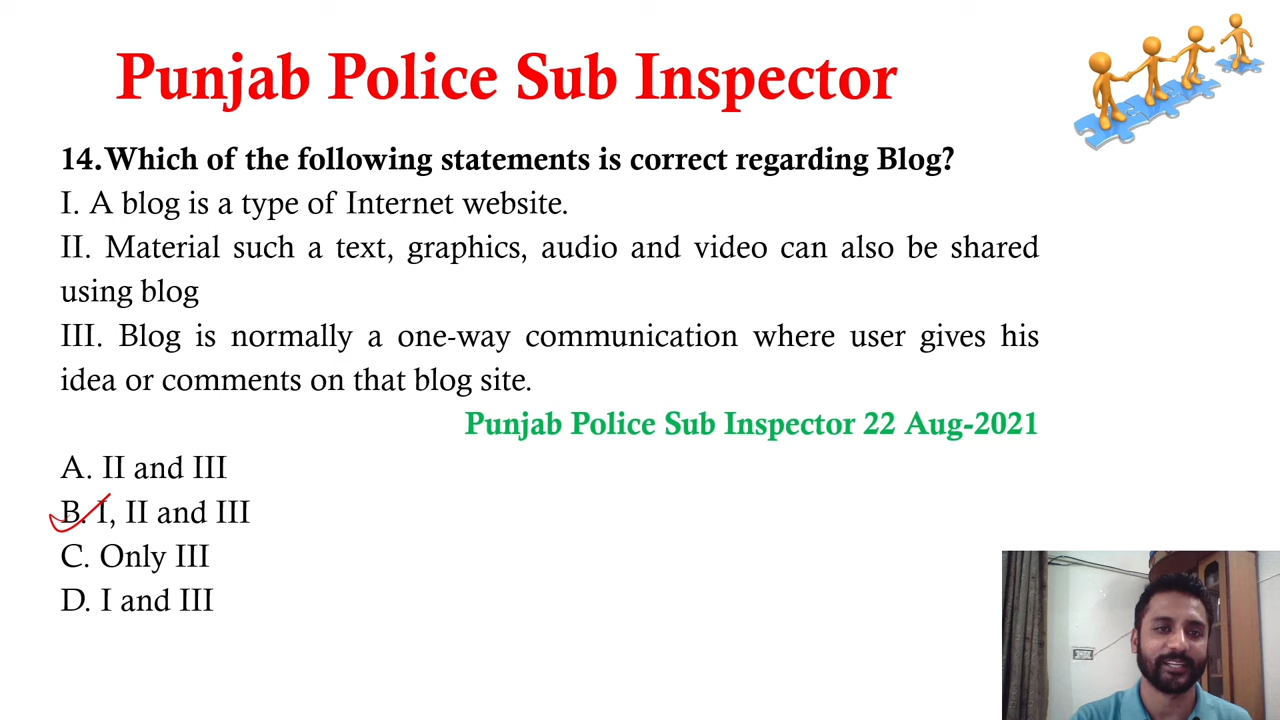 Punjab Police Sub Inspector
14.Which of the following statements is correct regarding Blog?
I. A blog is a type of Internet website.
II. Material such a text, graphics, audio and video can also be shared
using blog
III. Blog is normally a one-way communication where user gives his
idea or comments on that blog site.
Punjab Police Sub Inspector 22 Aug-2021
A. II and III
B. I, II and III
C. Only III
D. I and III